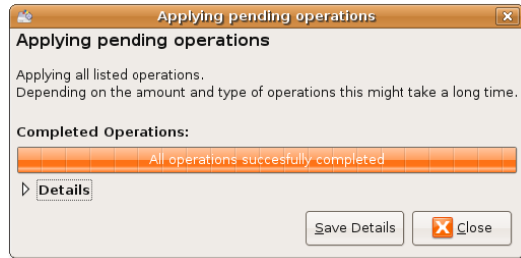 Applying pending operations
Applying pending operations
Applying all listed operations.
Depending on the amount and type of operations this might take a long time.
Completed Operations:
All operations succesfully completed
Details
Save Details
Close